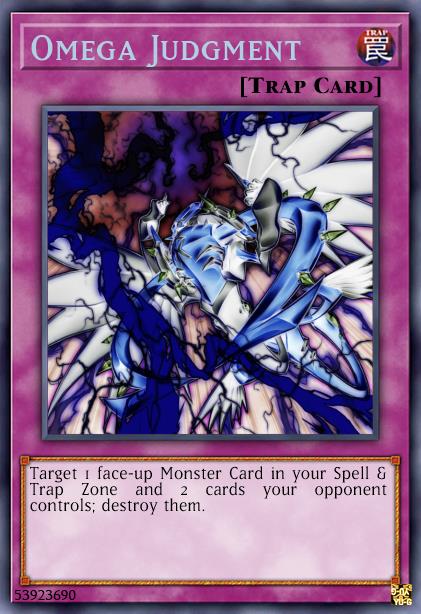 Omega Judgment
TRAP
罠
[Trap Card]
Target 1 face-up Monster Card in your Spell &
Trap Zone and 2 cards your opponent
controls; destroy them.
53923690